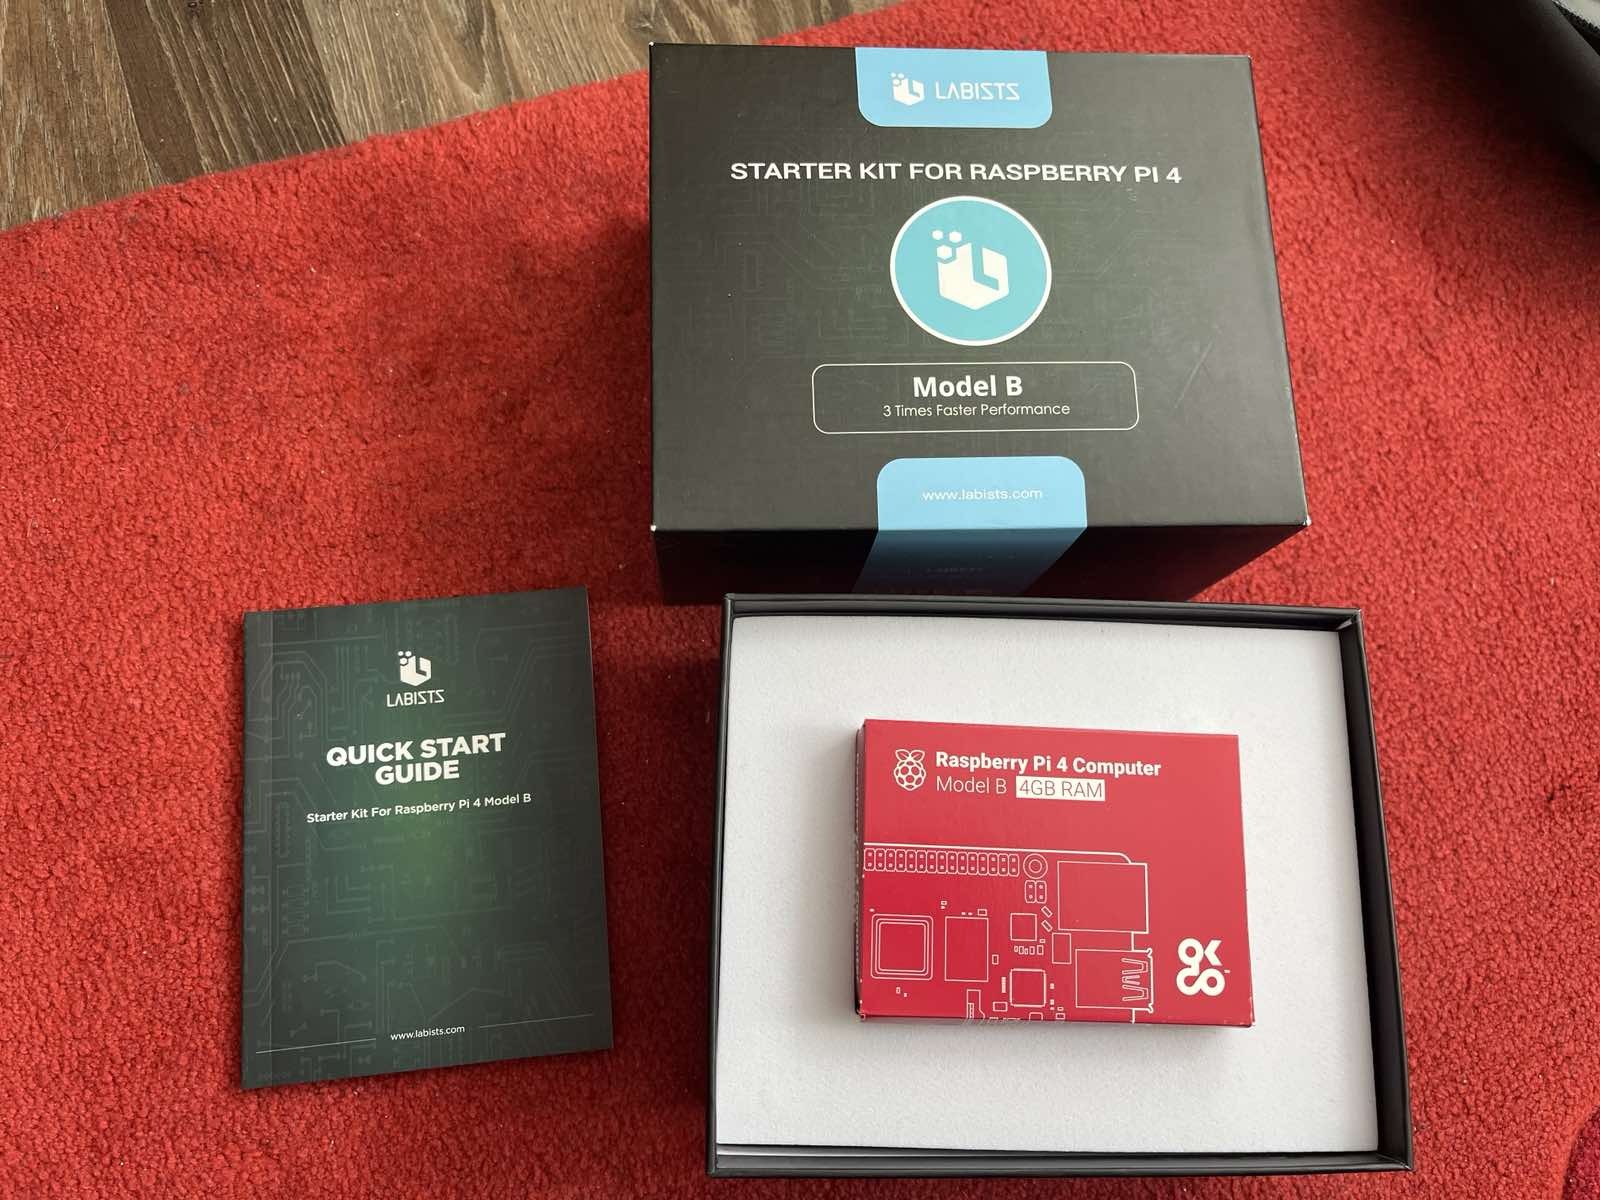 LABISTS
STARTER KIT FOR RASPBERRY PI 4
Model B
3 Times Faster Performance
www.labists.com
LABISTS
QUICK START
GUIDE
Starter Kit For Raspberry Pi 4 Model B
www.labists.com
Raspberry Pi 4 Computer
Model B 4GB RAM